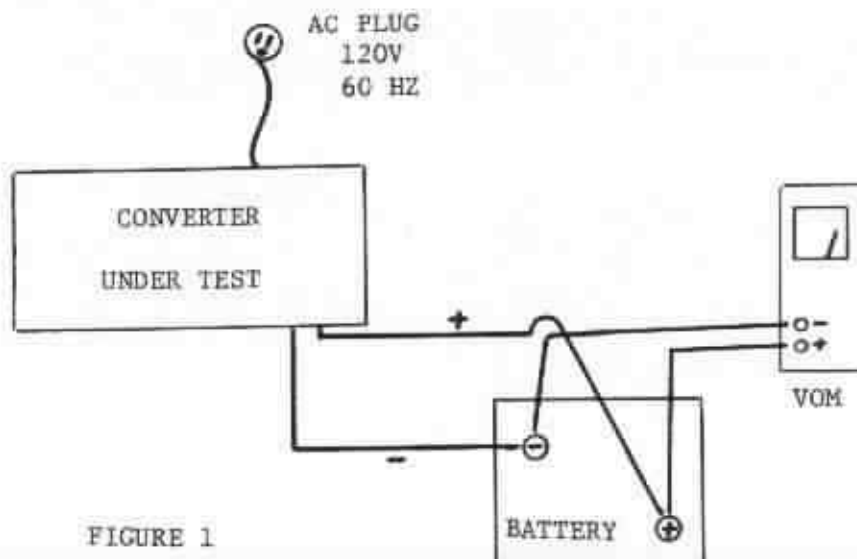 AC PLUG
120V
60 HZ
CONVERTER
UNDER TEST
+
-
-
+
VOM
-
BATTERY
+
FIGURE 1